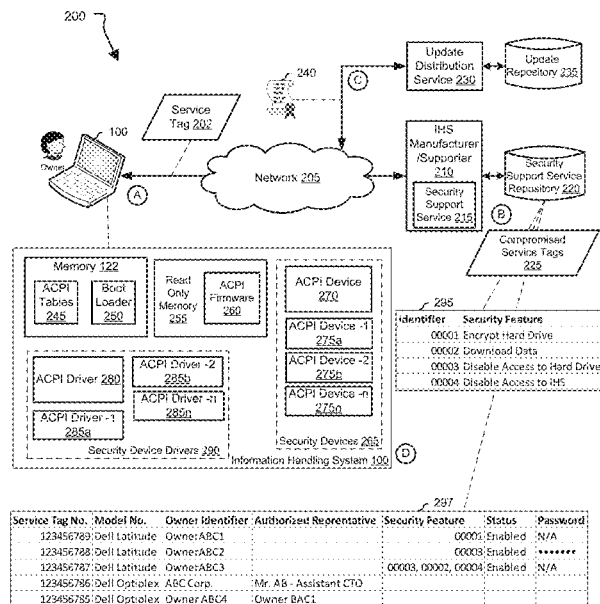 200
240
C
Update Distribution Service 230
Update Repository 235
Service Tag 202
100
Owner
A
Network 205
IHS Manufacturer /Supporter 210
Security Support Service 215
B
Security Support Service Repository 220
Compromised Service Tags 225
Memory 122
ACPI Tables 245
Boot Loader 250
Read Only Memory 255
ACPI Firmware 260
ACPI Device 270
ACPI Device -1 275a
ACPI Device -2 275b
ACPI Device -n 275n
Security Devices 265
ACPI Driver 280
ACPI Driver -2 285b
ACPI Driver -n 285n
ACPI Driver -1 285a
Security Device Drivers 290
Information Handling System 100
D
295
Identifier Security Feature
00001 Encrypt Hard Drive
00002 Download Data
00003 Disable Access to Hard Drive
00004 Disable Access to IHS
297
Service Tag No. Model No. Owner Identifier Authorized Reprentative Security Feature Status Password
123456789 Dell Latitude OwnerABC1 00001 Enabled N/A
123456788 Dell Latitude OwnerABC2 00003 Enabled •••••••
123456787 Dell Latitude OwnerABC3 00003, 00002, 00004 Enabled N/A
123456786 Dell Optiplex ABC Corp. Mr. AB - Assistant CTO
123456785 Dell Optiplex Owner ABC4 Owner BAC1